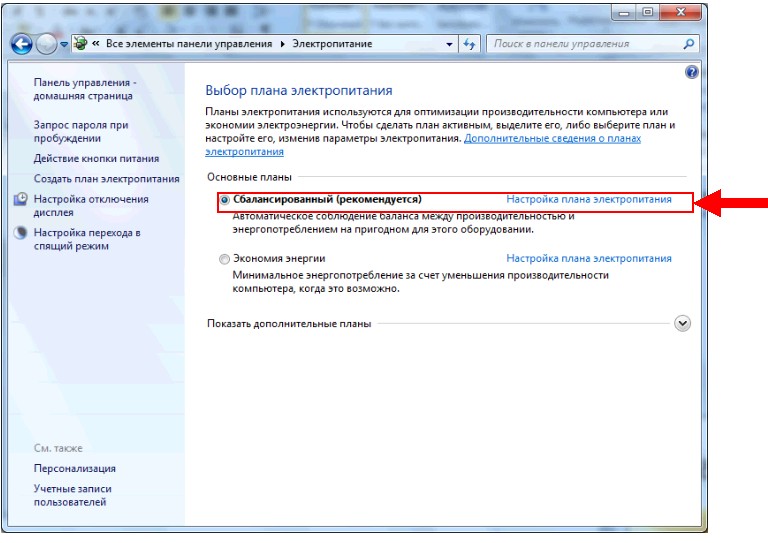 « Все элементы панели управления ▸ Электропитание
Поиск в панели управления
Панель управления -
домашняя страница
Запрос пароля при
пробуждении
Действие кнопки питания
Создать план электропитания
Настройка отключения
дисплея
Настройка перехода в
спящий режим
См. также
Персонализация
Учетные записи
пользователей
Выбор плана электропитания
Планы электропитания используются для оптимизации производительности компьютера или
экономии электроэнергии. Чтобы сделать план активным, выделите его, либо выберите план и
настройте его, изменив параметры электропитания. Дополнительные сведения о планах
электропитания
Основные планы
Сбалансированный (рекомендуется) Настройка плана электропитания
Автоматическое соблюдение баланса между производительностью и
энергопотреблением на пригодном для этого оборудовании.
Экономия энергии Настройка плана электропитания
Минимальное энергопотребление за счет уменьшения производительности
компьютера, когда это возможно.
Показать дополнительные планы